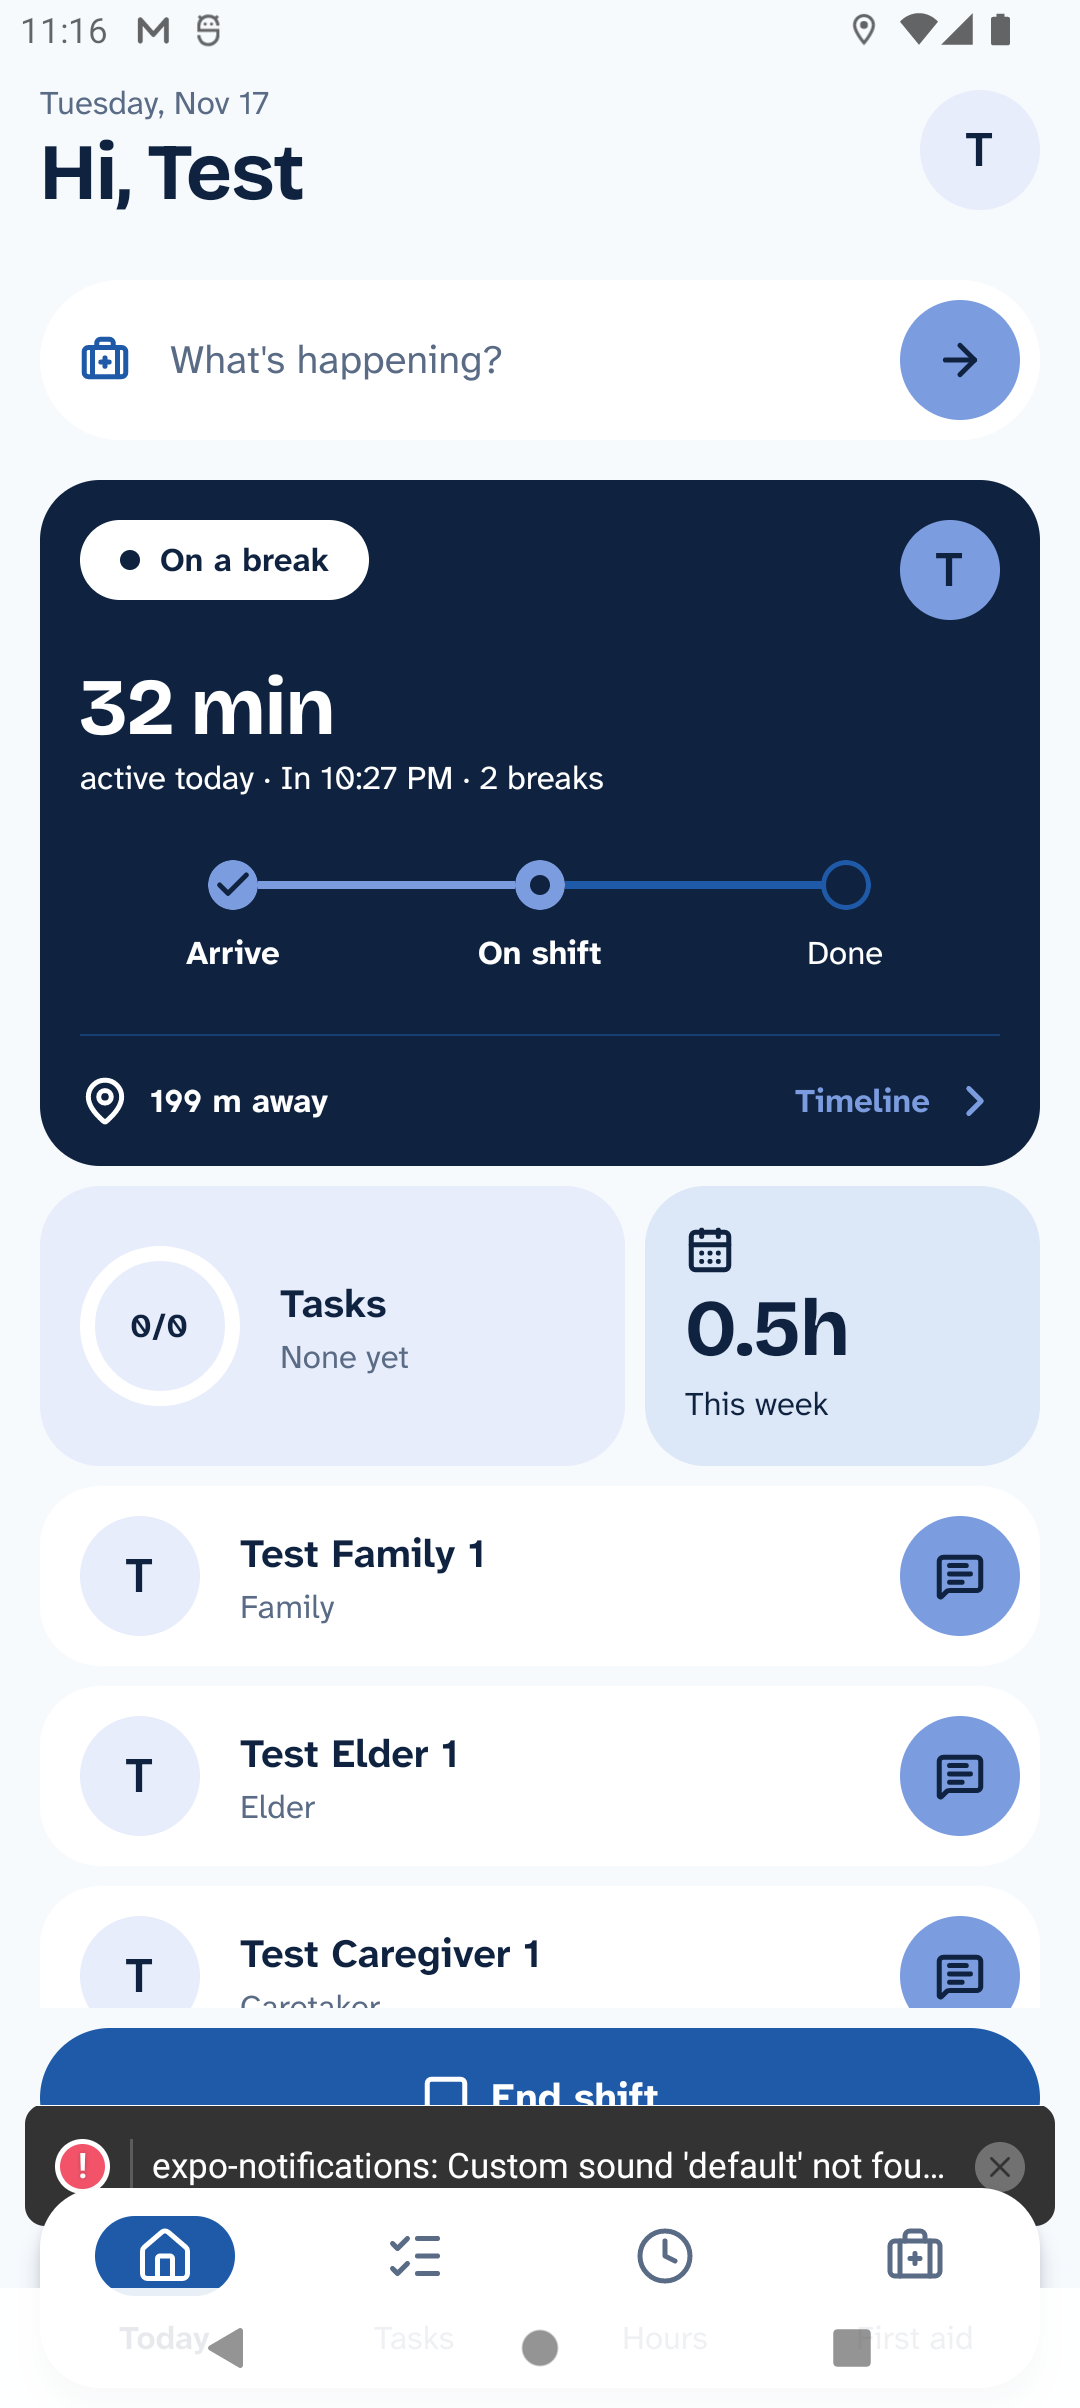 11:16
Tuesday, Nov 17
Hi, Test
T
What's happening?
On a break
T
32 min
active today · In 10:27 PM · 2 breaks
Arrive
On shift
Done
199 m away
Timeline
0/0
Tasks
None yet
0.5h
This week
T
Test Family 1
Family
T
Test Elder 1
Elder
T
Test Caregiver 1
Caretaker
End shift
expo-notifications: Custom sound 'default' not fou...
Today
Tasks
Hours
First aid